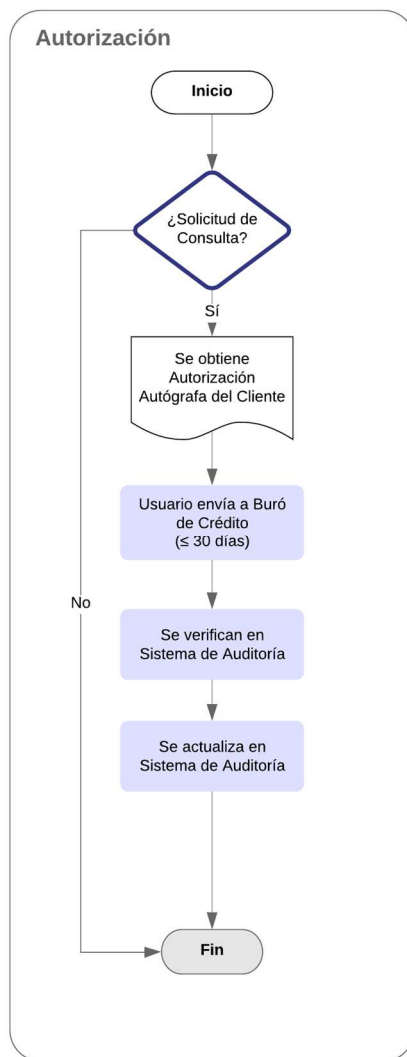 Autorización
Inicio
¿Solicitud de
Consulta?
Sí
Se obtiene
Autorización
Autógrafa del Cliente
Usuario envía a Buró
de Crédito
(≤ 30 días)
No
Se verifican en
Sistema de Auditoría
Se actualiza en
Sistema de Auditoría
Fin